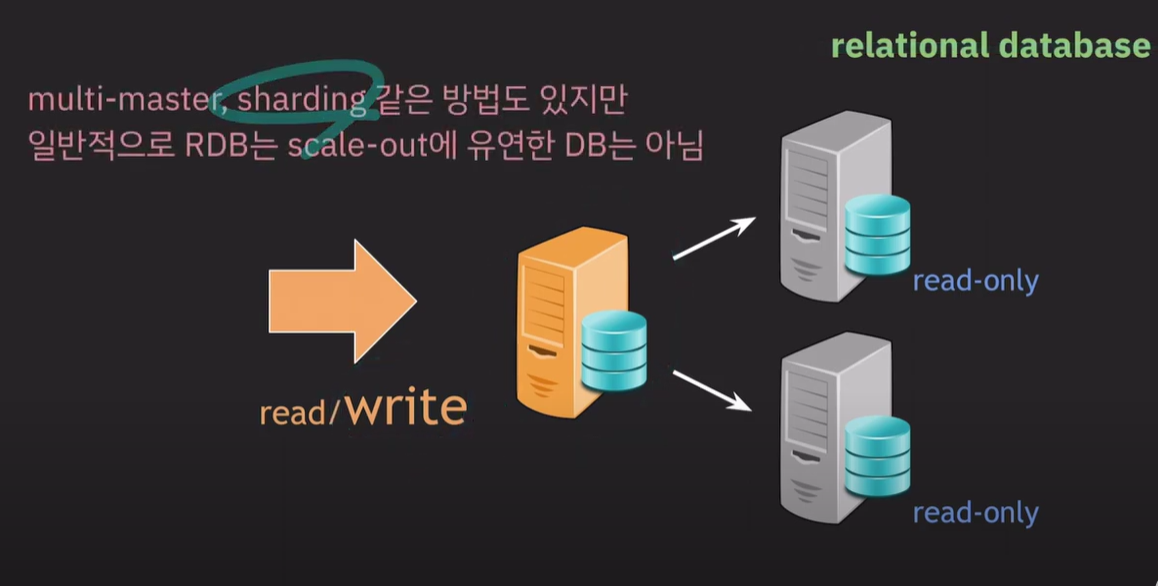 relational database
multi-master, sharding 같은 방법도 있지만
일반적으로 RDB는 scale-out에 유연한 DB는 아님
read-only
read/write
read-only